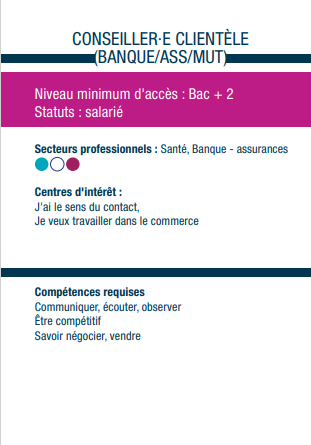 CONSEILLER·E CLIENTÈLE
(BANQUE/ASS/MUT)
Niveau minimum d'accès : Bac + 2
Statuts : salarié
Secteurs professionnels : Santé, Banque - assurances
Centres d'intérêt :
J'ai le sens du contact,
Je veux travailler dans le commerce
Compétences requises
Communiquer, écouter, observer
Être compétitif
Savoir négocier, vendre